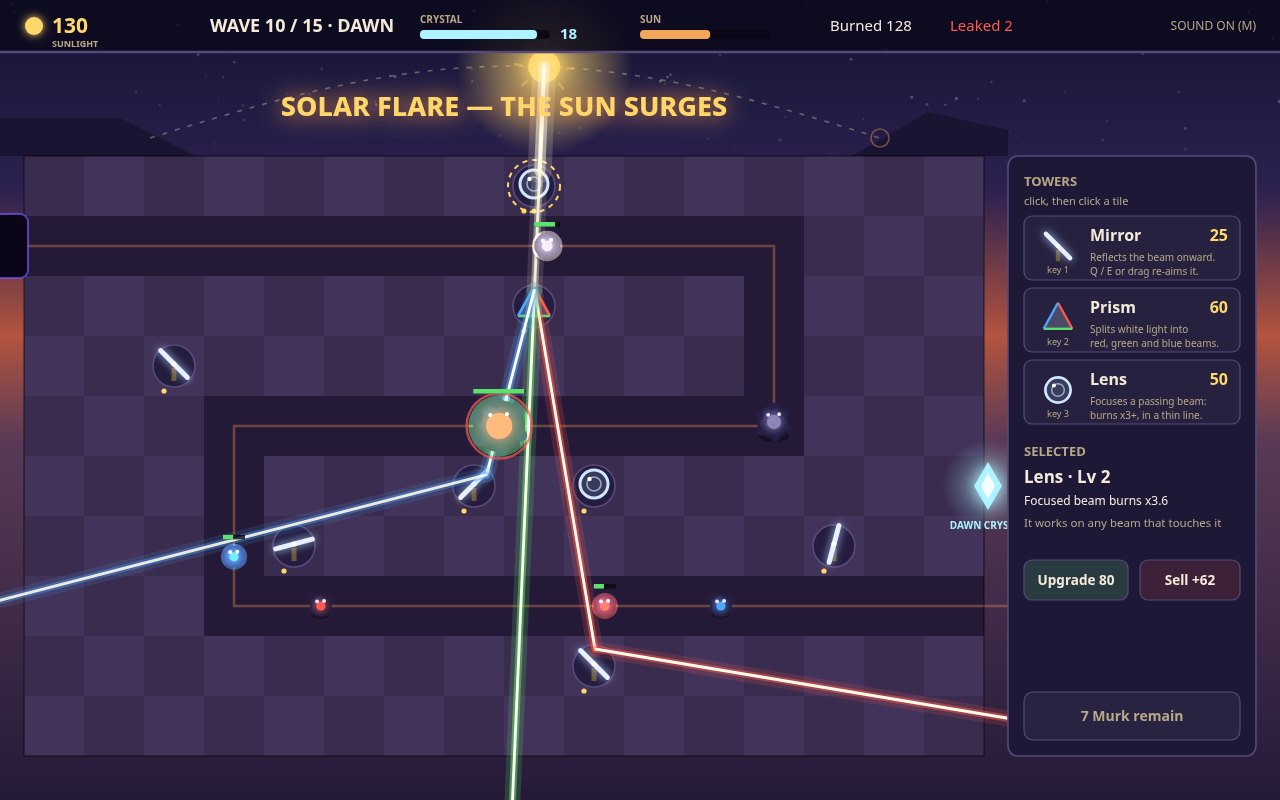 130
SUNLIGHT
WAVE 10 / 15 · DAWN
CRYSTAL
18
SUN
Burned 128
Leaked 2
SOUND ON (M)
SOLAR FLARE — THE SUN SURGES
TOWERS
click, then click a tile
Mirror 25
Reflects the beam onward.
key 1
Q / E or drag re-aims it.
Prism 60
Splits white light into
key 2
red, green and blue beams.
Lens 50
Focuses a passing beam:
key 3
burns x3+, in a thin line.
SELECTED
Lens · Lv 2
Focused beam burns x3.6
It works on any beam that touches it
Upgrade 80
Sell +62
7 Murk remain
DAWN CRYS